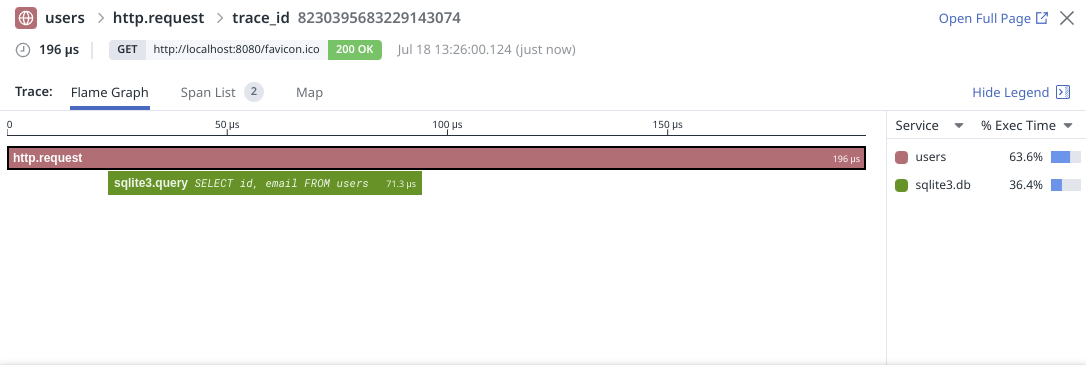 users > http.request > trace_id 8230395683229143074
Open Full Page
196 µs GET http://localhost:8080/favicon.ico 200 OK Jul 18 13:26:00.124 (just now)
Trace: Flame Graph Span List 2 Map
Hide Legend
0 50 µs 100 µs 150 µs
http.request 196 µs
sqlite3.query SELECT id, email FROM users 71.3 µs
Service % Exec Time
users 63.6%
sqlite3.db 36.4%